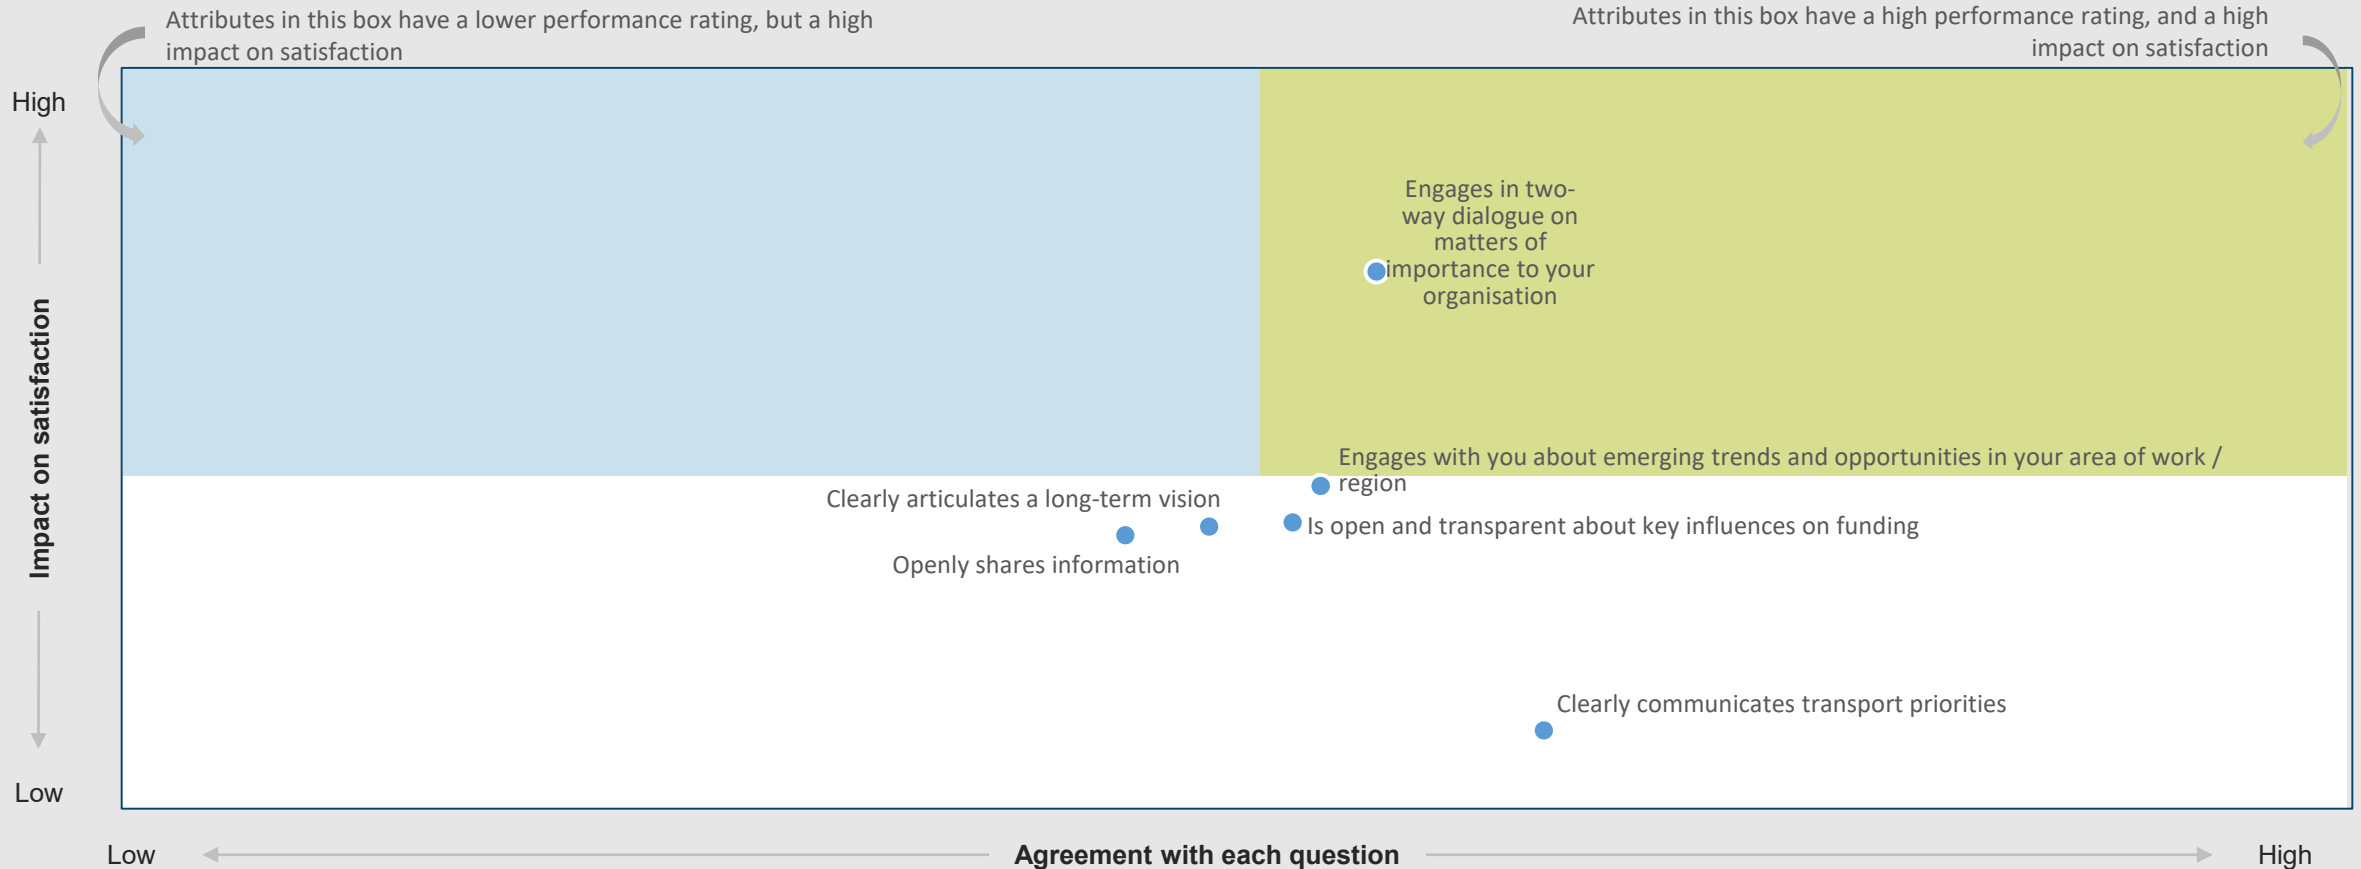 Attributes in this box have a lower performance rating, but a high
impact on satisfaction
Attributes in this box have a high performance rating, and a high
impact on satisfaction
High
Impact on satisfaction
Low
Engages in two-
way dialogue on
matters of
importance to your
organisation
Engages with you about emerging trends and opportunities in your area of work /
region
Clearly articulates a long-term vision
Is open and transparent about key influences on funding
Openly shares information
Clearly communicates transport priorities
Low
Agreement with each question
High